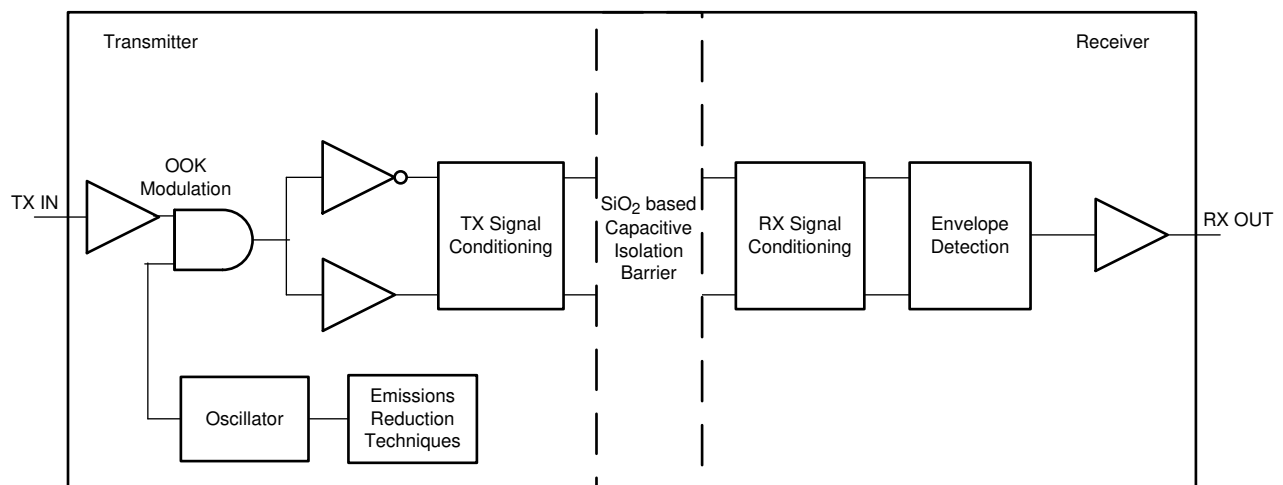 Transmitter
Receiver
OOK
Modulation
TX IN
TX Signal
Conditioning
SiO2 based
Capacitive
Isolation
Barrier
RX Signal
Conditioning
Envelope
Detection
RX OUT
Oscillator
Emissions
Reduction
Techniques